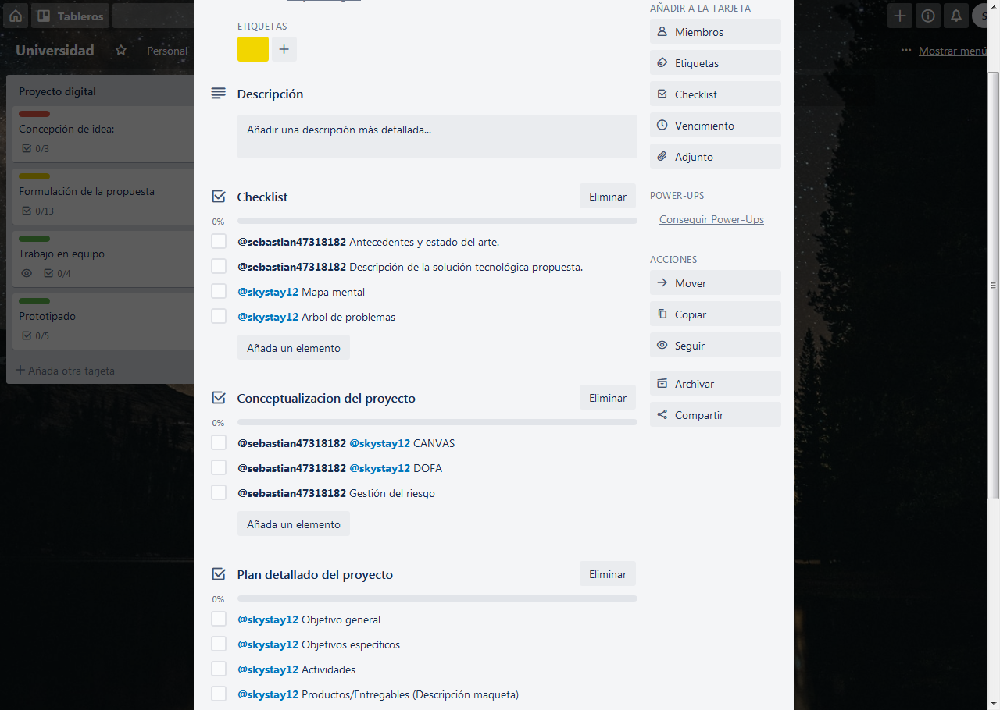 Tableros
S
Universidad
Personal
Mostrar menú
Proyecto digital
Concepción de idea:
0/3
Formulación de la propuesta
0/13
Trabajo en equipo
0/4
Prototipado
0/5
Añada otra tarjeta
ETIQUETAS
Descripción
Añadir una descripción más detallada...
Checklist
Eliminar
0%
@sebastian47318182 Antecedentes y estado del arte.
@sebastian47318182 Descripción de la solución tecnológica propuesta.
@skystay12 Mapa mental
@skystay12 Arbol de problemas
Añada un elemento
Conceptualizacion del proyecto
Eliminar
0%
@sebastian47318182 @skystay12 CANVAS
@sebastian47318182 @skystay12 DOFA
@sebastian47318182 Gestión del riesgo
Añada un elemento
Plan detallado del proyecto
Eliminar
0%
@skystay12 Objetivo general
@skystay12 Objetivos específicos
@skystay12 Actividades
@skystay12 Productos/Entregables (Descripción maqueta)
AÑADIR A LA TARJETA
Miembros
Etiquetas
Checklist
Vencimiento
Adjunto
POWER-UPS
Conseguir Power-Ups
ACCIONES
Mover
Copiar
Seguir
Archivar
Compartir